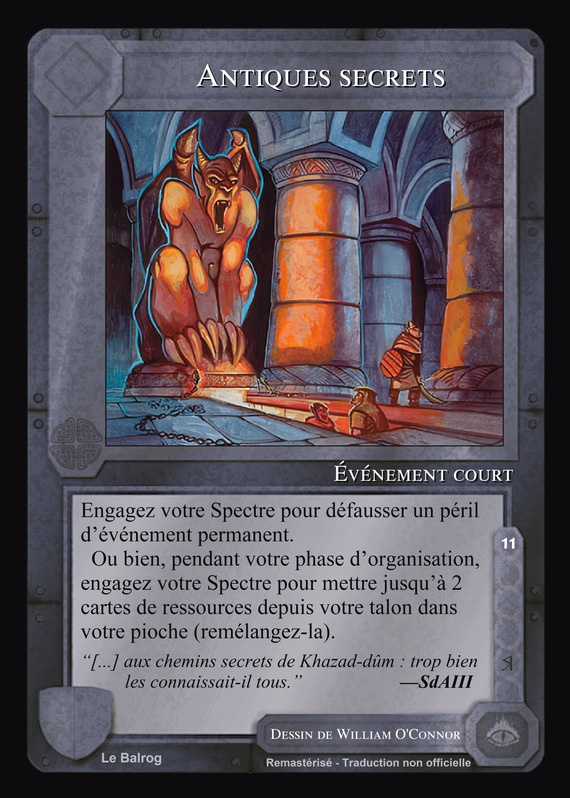 Antiques secrets
Événement court
Engagez votre Spectre pour défausser un péril
d’événement permanent.
Ou bien, pendant votre phase d’organisation,
engagez votre Spectre pour mettre jusqu’à 2
cartes de ressources depuis votre talon dans
votre pioche (remélangez-la).
11
“[...] aux chemins secrets de Khazad-dûm : trop bien
les connaissait-il tous.” —SdAIII
Dessin de William O'Connor
Le Balrog
Remastérisé - Traduction non officielle